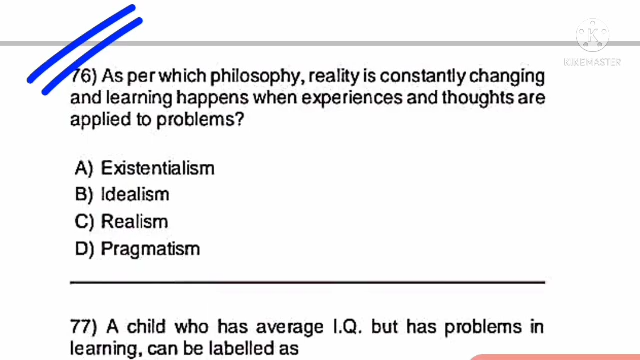 K
KINEMASTER
76) As per which philosophy, reality is constantly changing
and learning happens when experiences and thoughts are
applied to problems?
A) Existentialism
B) Idealism
C) Realism
D) Pragmatism
77) A child who has average I.Q. but has problems in
learning, can be labelled as